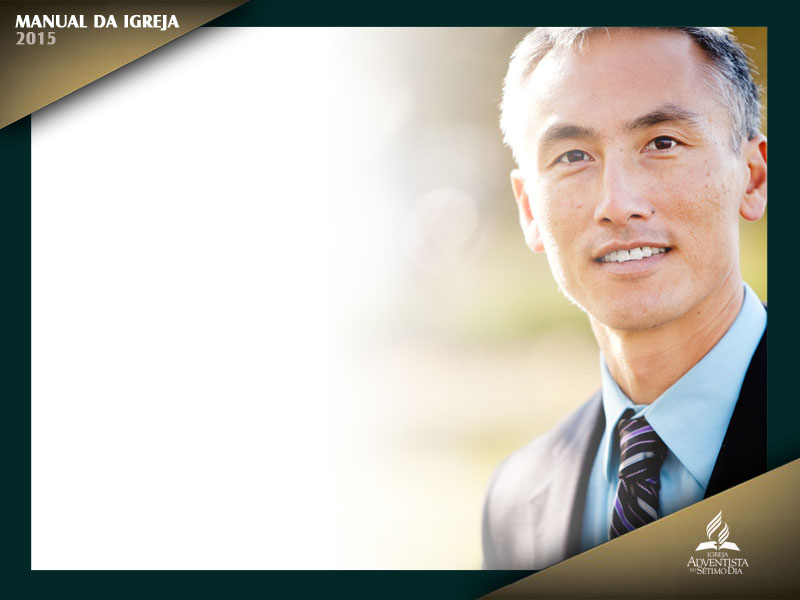 MANUAL DA IGREJA
2015
IGREJA
ADVENTISTA
DO SÉTIMO DIA